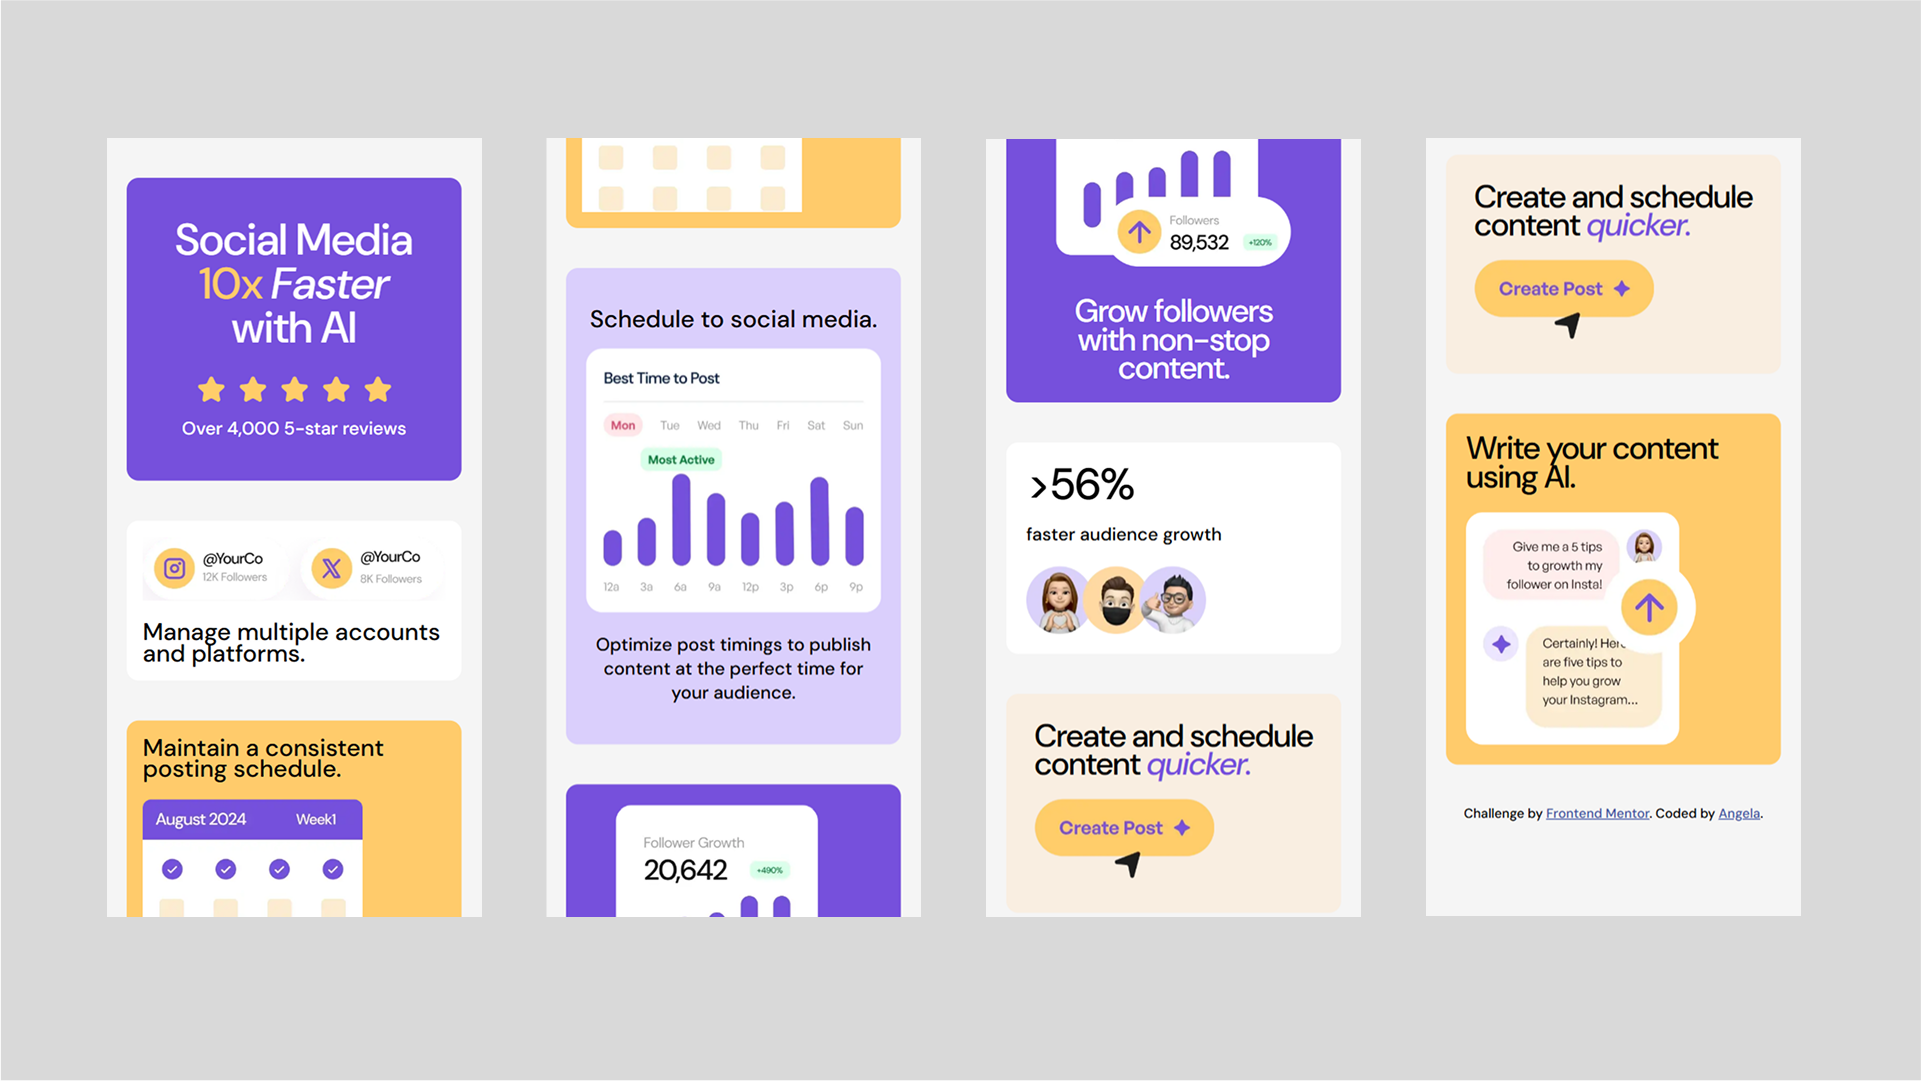 Social Media
10x Faster
with AI
Over 4,000 5-star reviews
@YourCo
12K Followers
@YourCo
8K Followers
Manage multiple accounts
and platforms.
Maintain a consistent
posting schedule.
August 2024 Week1
Schedule to social media.
Best Time to Post
Mon Tue Wed Thu Fri Sat Sun
Most Active
12a 3a 6a 9a 12p 3p 6p 9p
Optimize post timings to publish
content at the perfect time for
your audience.
Follower Growth
20,642 +490%
Followers
89,532 +120%
Grow followers
with non-stop
content.
>56%
faster audience growth
Create and schedule
content quicker.
Create Post
Create and schedule
content quicker.
Create Post
Write your content
using AI.
Give me a 5 tips
to growth my
follower on Insta!
Certainly! Here
are five tips to
help you grow
your Instagram...
Challenge by Frontend Mentor. Coded by Angela.